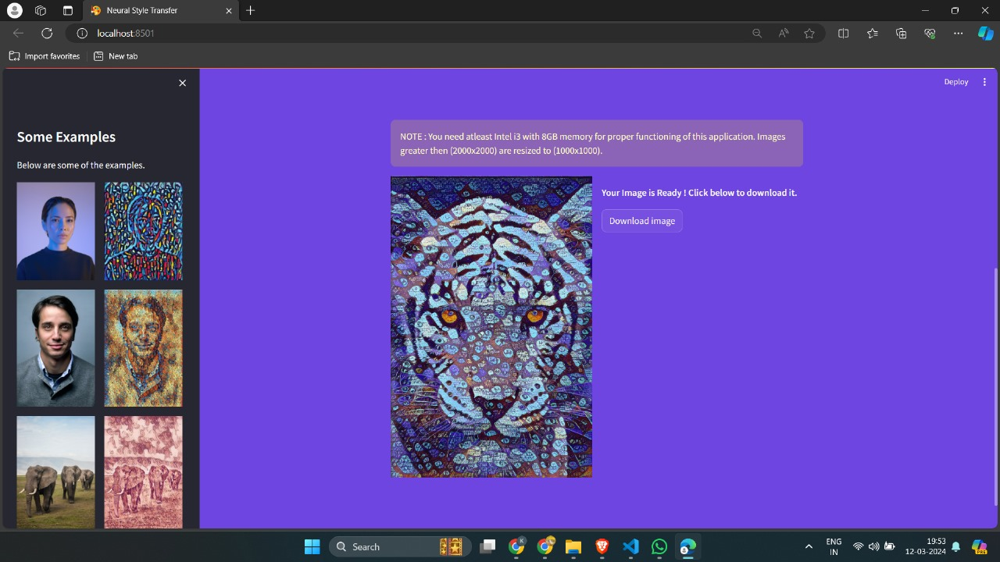 Neural Style Transfer
localhost:8501
Import favorites
New tab
Deploy
Some Examples
Below are some of the examples.
NOTE : You need atleast Intel i3 with 8GB memory for proper functioning of this application. Images
greater then (2000x2000) are resized to (1000x1000).
Your Image is Ready ! Click below to download it.
Download image
Search
ENG
IN
19:53
12-03-2024
PRE